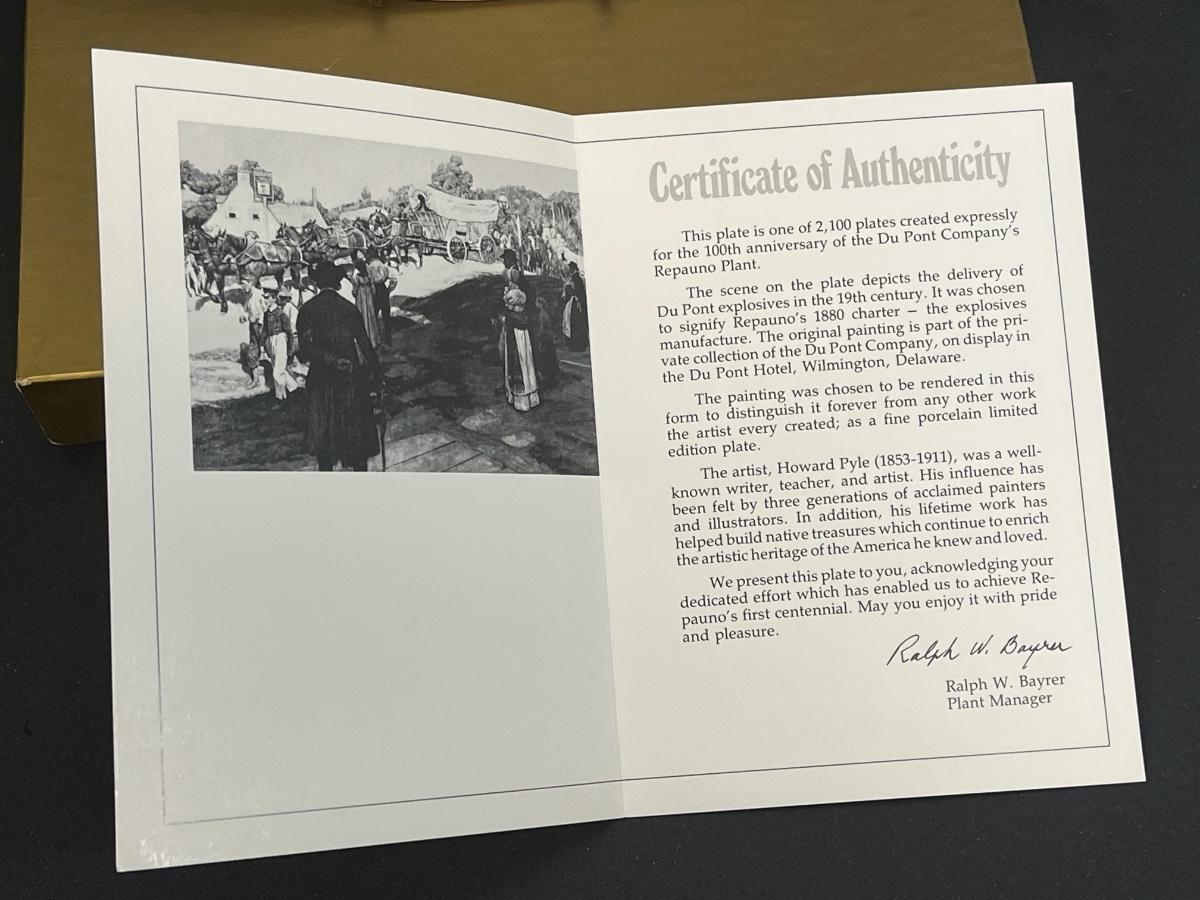 Certificate of Authenticity
This plate is one of 2,100 plates created expressly
for the 100th anniversary of the Du Pont Company's
Repauno Plant.
The scene on the plate depicts the delivery of
Du Pont explosives in the 19th century. It was chosen
to signify Repauno's 1880 charter — the explosives
manufacture. The original painting is part of the pri-
vate collection of the Du Pont Company, on display in
the Du Pont Hotel, Wilmington, Delaware.
The painting was chosen to be rendered in this
form to distinguish it forever from any other work
the artist every created; as a fine porcelain limited
edition plate.
The artist, Howard Pyle (1853-1911), was a well-
known writer, teacher, and artist. His influence has
been felt by three generations of acclaimed painters
and illustrators. In addition, his lifetime work has
helped build native treasures which continue to enrich
the artistic heritage of the America he knew and loved.
We present this plate to you, acknowledging your
dedicated effort which has enabled us to achieve Re-
pauno's first centennial. May you enjoy it with pride
and pleasure.
Ralph W. Bayrer
Ralph W. Bayrer
Plant Manager